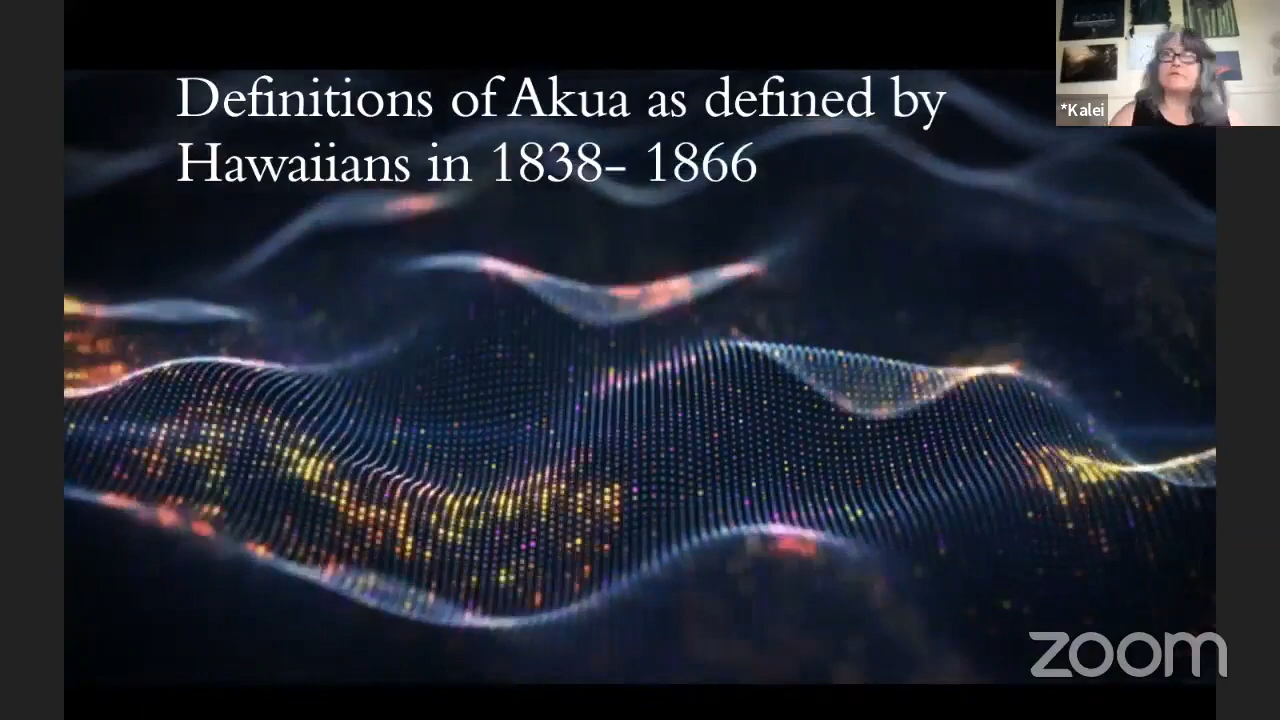 Definitions of Akua as defined by
Hawaiians in 1838– 1866
*Kalei
zoom